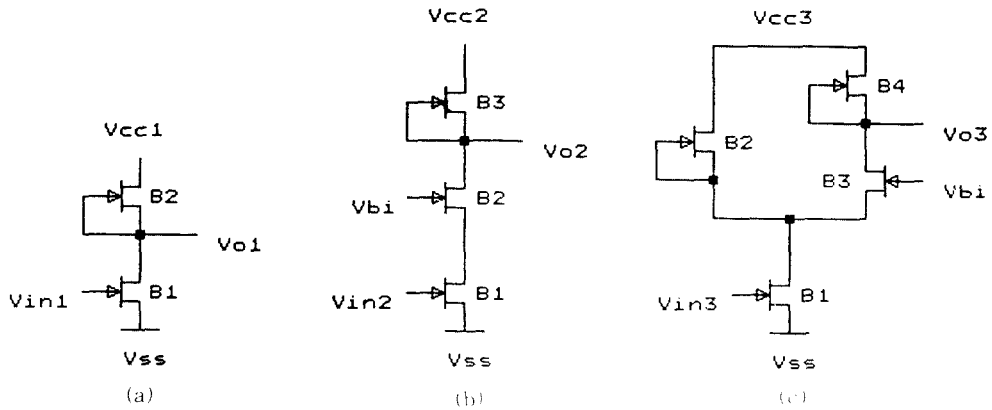 Vcc1
B2
Vo1
Vin1
B1
Vss
(a)
Vcc2
B3
Vo2
Vbi
B2
Vin2
B1
Vss
(b)
Vcc3
B4
B2
Vo3
B3
Vbi
Vin3
B1
Vss
(c)